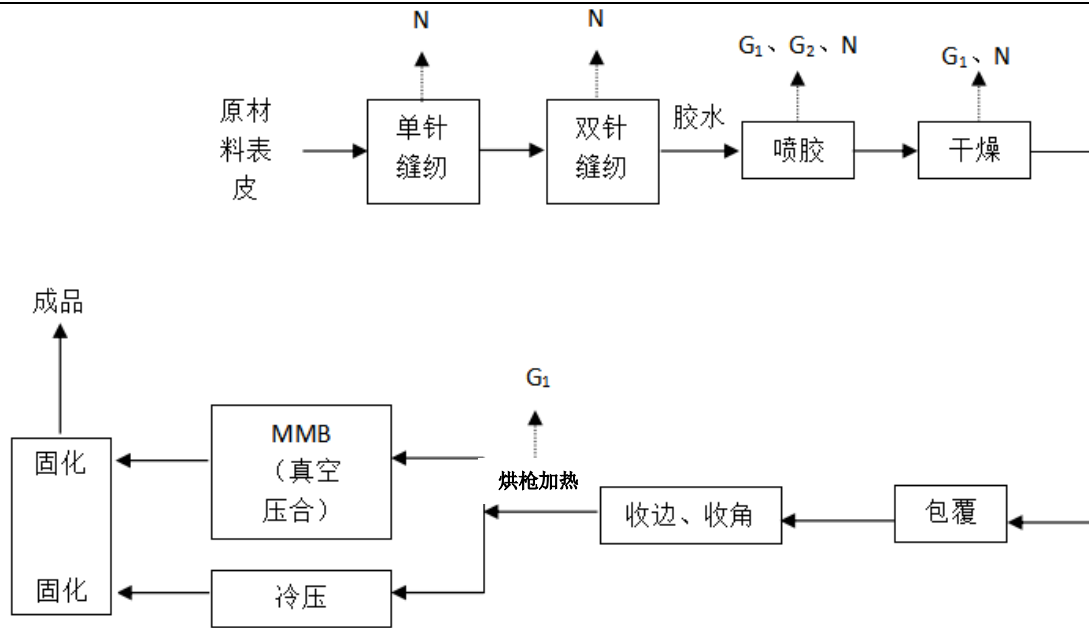 N
N
G₁、G₂、N
G₁、N
原材
料表
皮
单针
缝纫
双针
缝纫
胶水
喷胶
干燥
成品
G₁
MMB
（真空
压合）
固化
烘枪加热
收边、收角
包覆
固化
冷压